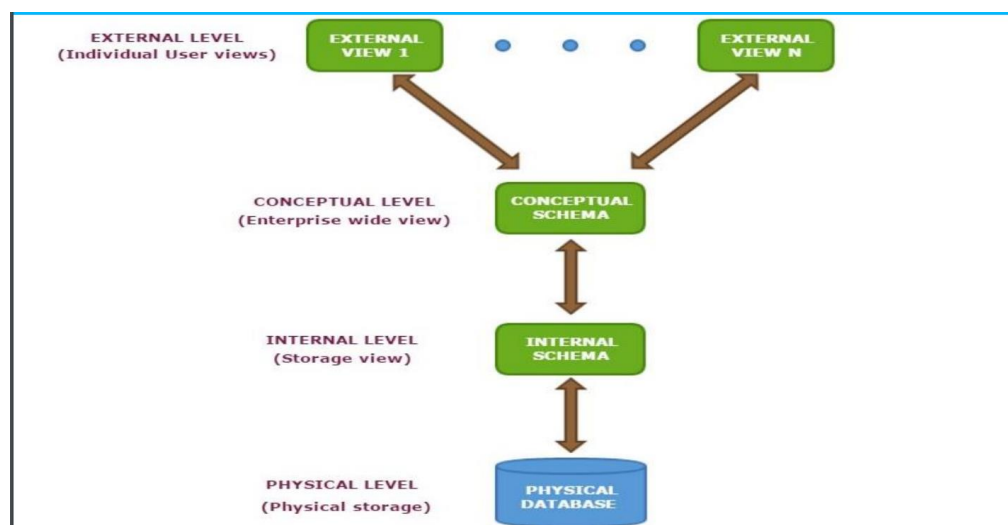 EXTERNAL LEVEL
(Individual User views)
EXTERNAL
VIEW 1
EXTERNAL
VIEW N
CONCEPTUAL LEVEL
(Enterprise wide view)
CONCEPTUAL
SCHEMA
INTERNAL LEVEL
(Storage view)
INTERNAL
SCHEMA
PHYSICAL LEVEL
(Physical storage)
PHYSICAL
DATABASE